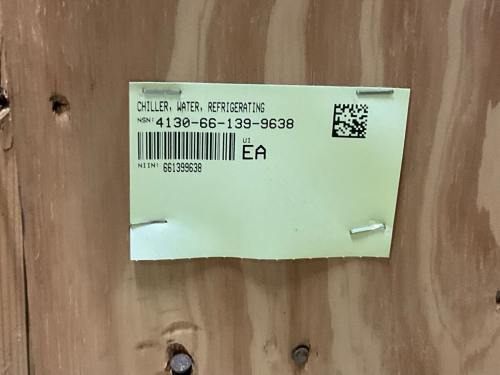 CHILLER, WATER, REFRIGERATING
NSN: 4130-66-139-9638
UI
EA
NIIN: 661399638